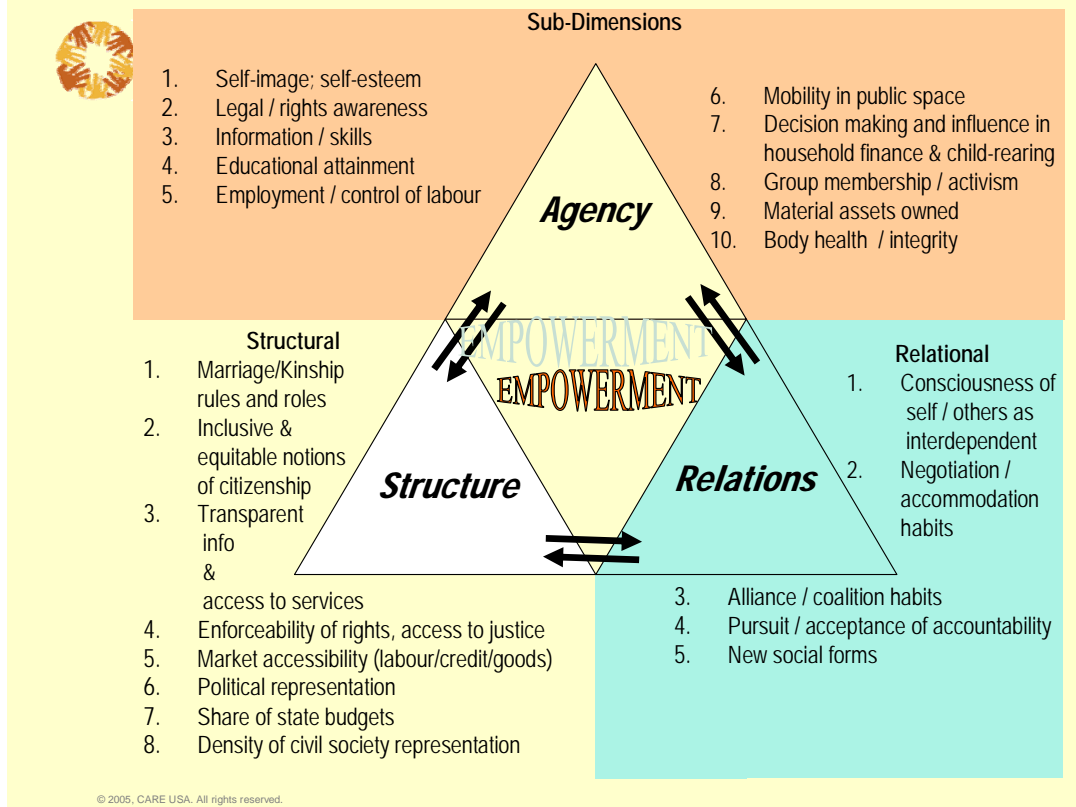 Sub-Dimensions
1. Self-image; self-esteem
2. Legal / rights awareness
3. Information / skills
4. Educational attainment
5. Employment / control of labour
6. Mobility in public space
7. Decision making and influence in
household finance & child-rearing
8. Group membership / activism
9. Material assets owned
10. Body health / integrity
Agency
EMPOWERMENT
EMPOWERMENT
Structural
1. Marriage/Kinship
rules and roles
2. Inclusive &
equitable notions
of citizenship
3. Transparent
info
&
access to services
4. Enforceability of rights, access to justice
5. Market accessibility (labour/credit/goods)
6. Political representation
7. Share of state budgets
8. Density of civil society representation
Structure
Relations
Relational
1. Consciousness of
self / others as
interdependent
2. Negotiation /
accommodation
habits
3. Alliance / coalition habits
4. Pursuit / acceptance of accountability
5. New social forms
© 2005, CARE USA. All rights reserved.